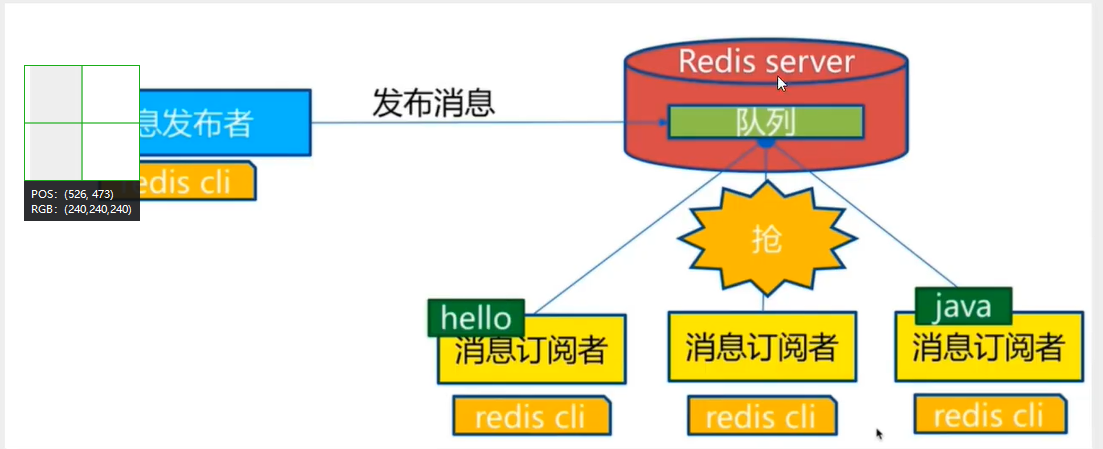 Redis server
发布消息
息发布者
队列
edis cli
POS: (526, 473)
RGB: (240,240,240)
抢
hello
java
消息订阅者
消息订阅者
消息订阅者
redis cli
redis cli
redis cli